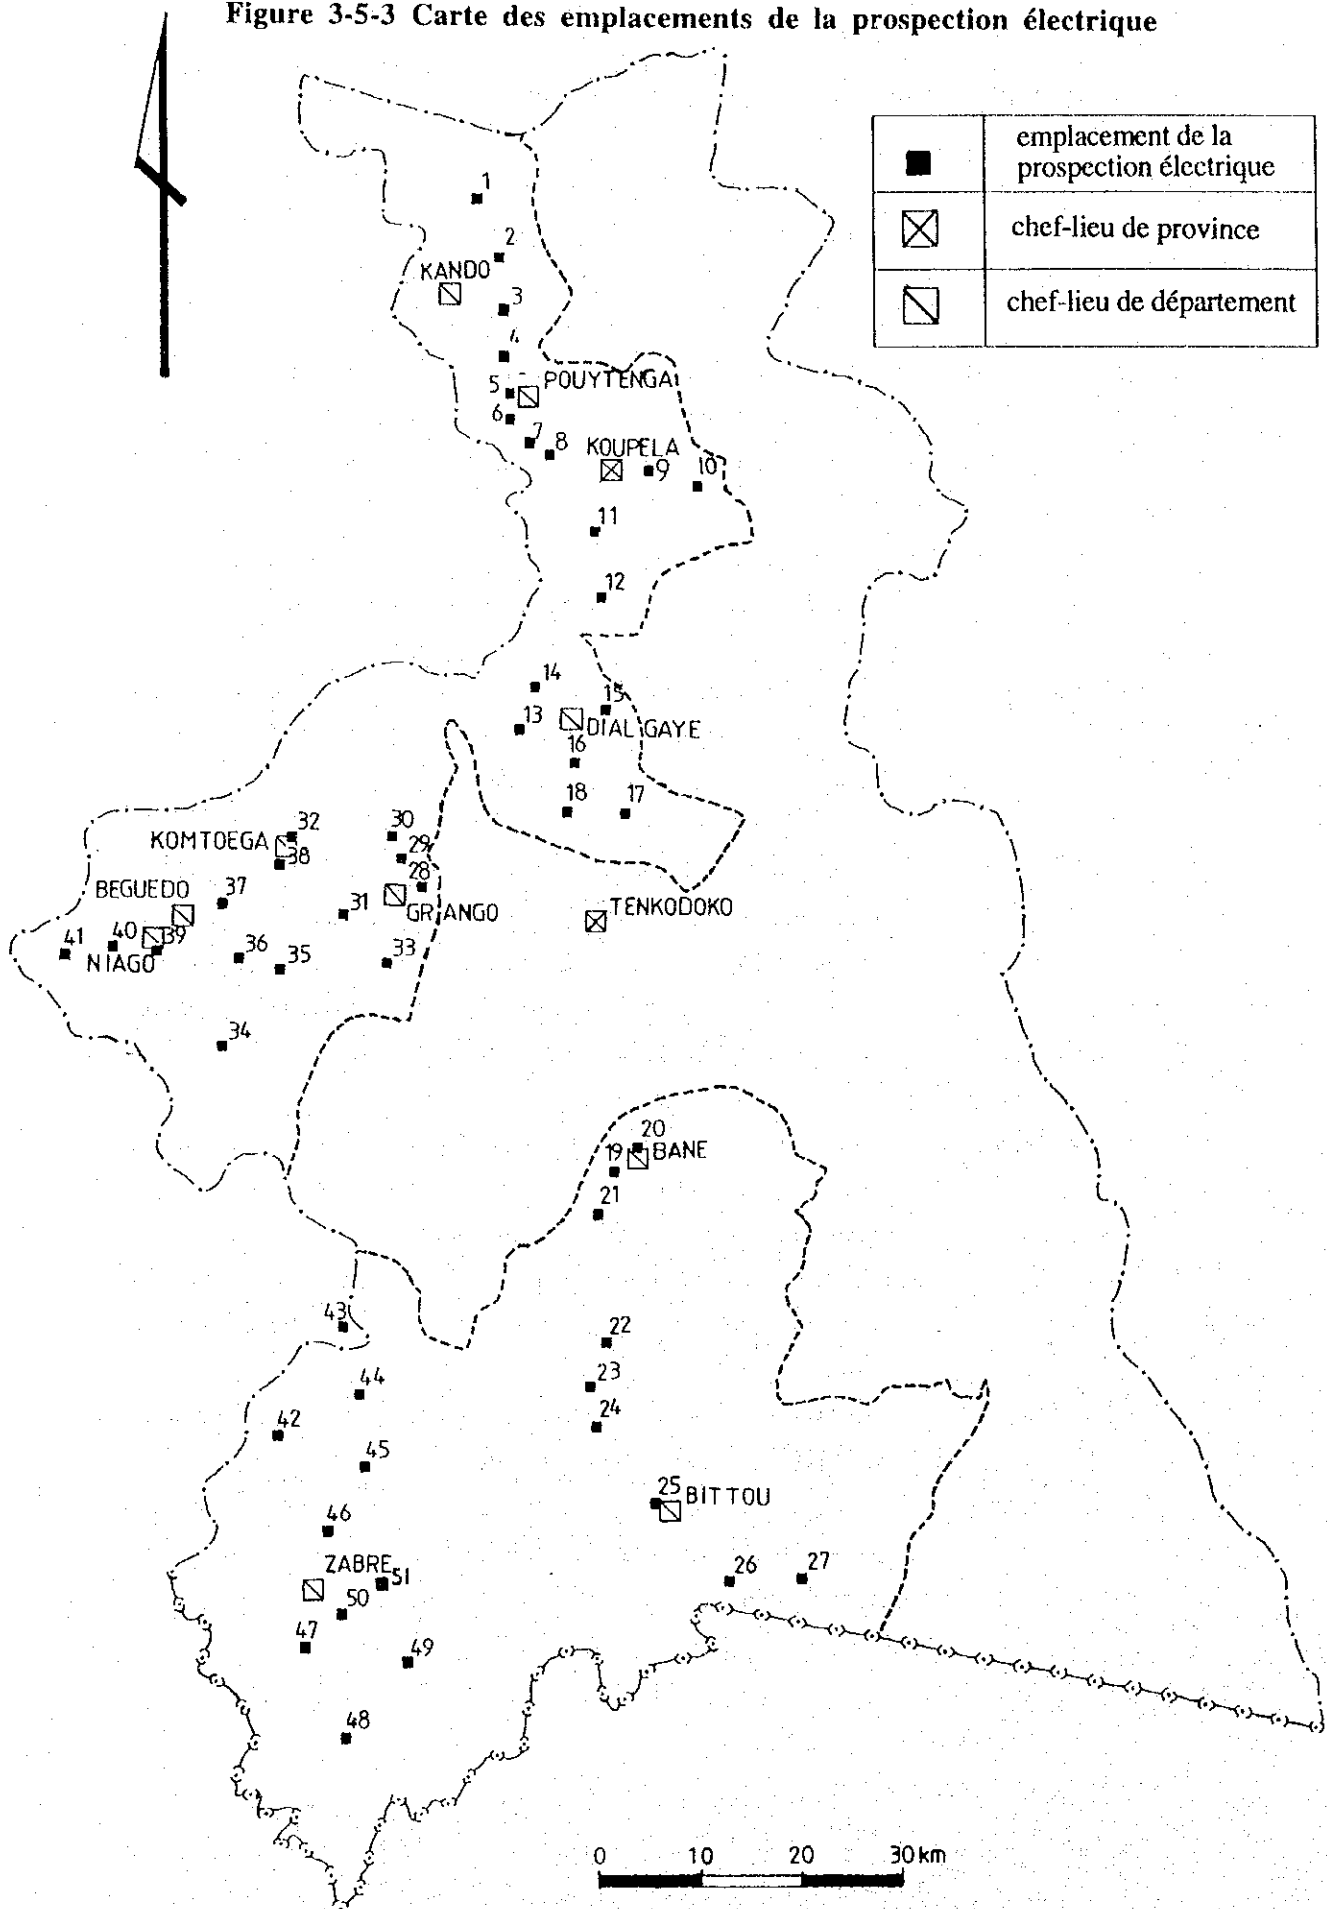 Figure 3-5-3 Carte des emplacements de la prospection électrique
emplacement de la
prospection électrique
chef-lieu de province
chef-lieu de département
1
2
KANDO
3
4
5
POUYTENGA
6
7
8
KOUPELA
9
10
11
12
14
15
13
DIALGAYE
16
18
17
32
30
KOMTOEGA
29
38
28
BEGUEDO
37
31
GRIANGO
TENKODOKO
41
40
39
NIAGO
36
35
33
34
20
19
BANE
21
43
22
44
23
42
24
45
25
BITTOU
46
ZABRE
51
26
27
50
47
49
48
0 10 20 30km